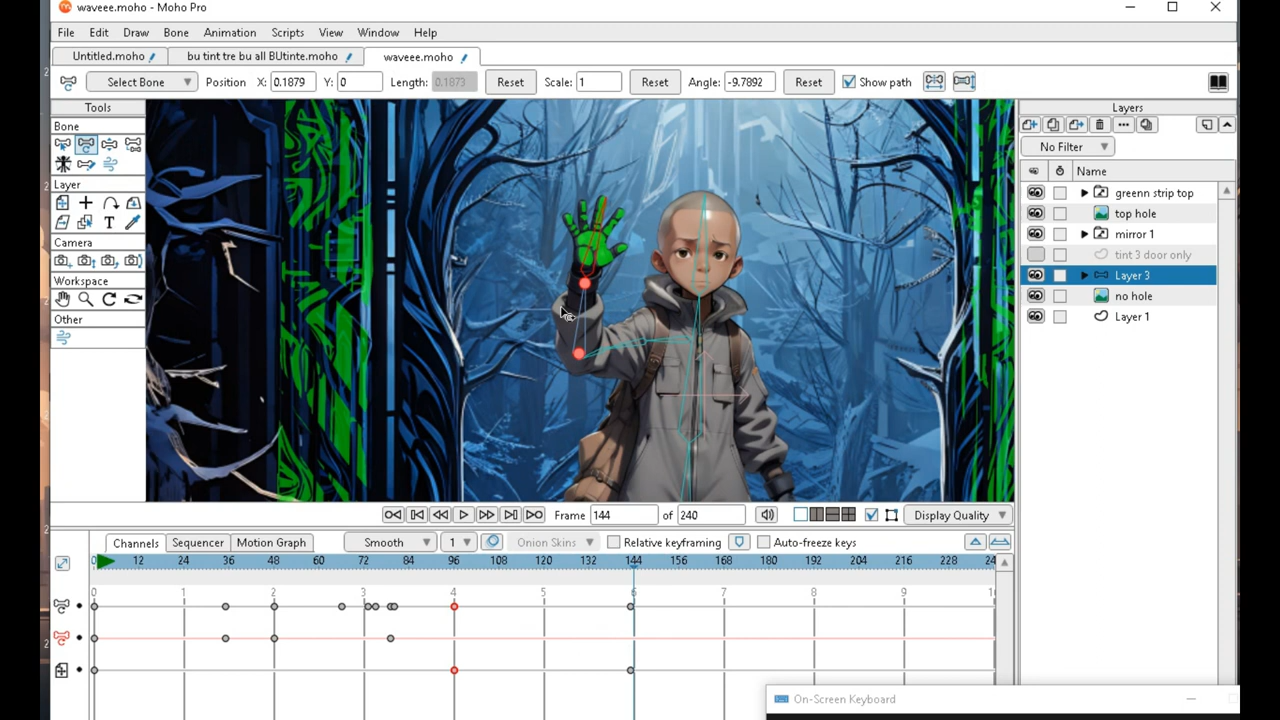 waveee.moho - Moho Pro
File Edit Draw Bone Animation Scripts View Window Help
Untitled.moho bu tint tre bu all BUtinte.moho waveee.moho
Select Bone Position X: 0.1879 Y: 0 Length: 0.1873 Reset Scale: 1 Reset Angle: -9.7892 Reset Show path
Tools
Bone
Layer
T
Camera
Workspace
Other
Layers
No Filter
Name
greenn strip top
top hole
mirror 1
tint 3 door only
Layer 3
no hole
Layer 1
Frame 144 of 240 Display Quality
Channels Sequencer Motion Graph Smooth 1 Onion Skins Relative keyframing Auto-freeze keys
0 12 24 36 48 60 72 84 96 108 120 132 144 156 168 180 192 204 216 228 24
0 1 2 3 4 5 6 7 8 9 1
On-Screen Keyboard